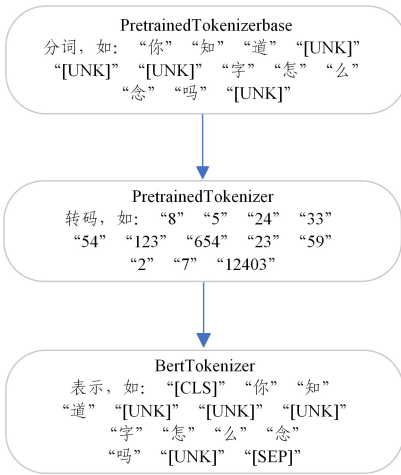 PretrainedTokenizerbase
分词，如： “你” “知” “道” “[UNK]”
“[UNK]” “[UNK]” “字” “怎” “么”
“念” “吗” “[UNK]”
PretrainedTokenizer
转码，如： “8” “5” “24” “33”
“54” “123” “654” “23” “59”
“2” “7” “12403”
BertTokenizer
表示，如： “[CLS]” “你” “知”
“道” “[UNK]” “[UNK]” “[UNK]”
“字” “怎” “么” “念”
“吗” “[UNK]” “[SEP]”